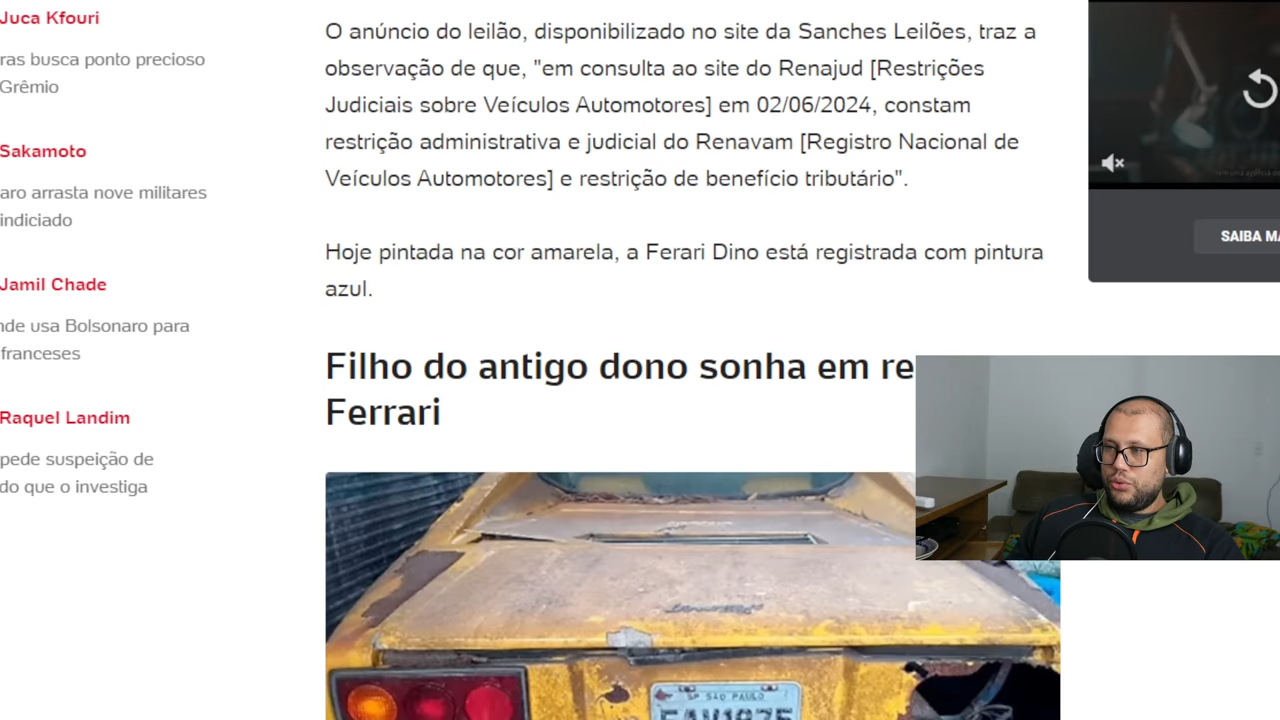 Juca Kfouri
ras busca ponto precioso
Grêmio
Sakamoto
aro arrasta nove militares
indiciado
Jamil Chade
nde usa Bolsonaro para
franceses
Raquel Landim
pede suspeição de
do que o investiga
O anúncio do leilão, disponibilizado no site da Sanches Leilões, traz a
observação de que, "em consulta ao site do Renajud [Restrições
Judiciais sobre Veículos Automotores] em 02/06/2024, constam
restrição administrativa e judicial do Renavam [Registro Nacional de
Veículos Automotores] e restrição de benefício tributário".
Hoje pintada na cor amarela, a Ferari Dino está registrada com pintura
azul.
Filho do antigo dono sonha em re
Ferrari
SP SÃO PAULO
SAIBA MA